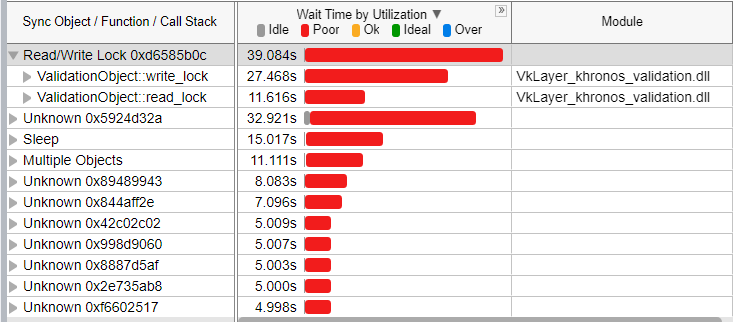 Sync Object / Function / Call Stack
Wait Time by Utilization ▼ »
Idle Poor Ok Ideal Over
Module
Read/Write Lock 0xd6585b0c 39.084s
ValidationObject::write_lock 27.468s VkLayer_khronos_validation.dll
ValidationObject::read_lock 11.616s VkLayer_khronos_validation.dll
Unknown 0x5924d32a 32.921s
Sleep 15.017s
Multiple Objects 11.111s
Unknown 0x89489943 8.083s
Unknown 0x844aff2e 7.096s
Unknown 0x42c02c02 5.009s
Unknown 0x998d9060 5.007s
Unknown 0x8887d5af 5.003s
Unknown 0x2e735ab8 5.000s
Unknown 0xf6602517 4.998s